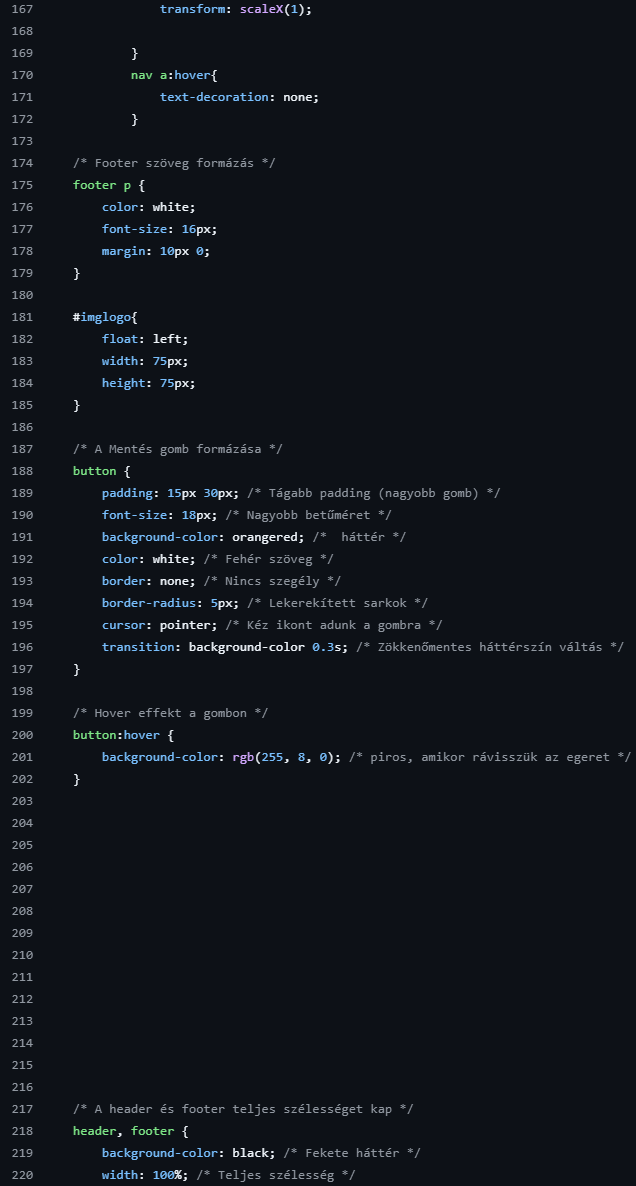 167                 transform: scaleX(1);
168
169             }
170             nav a:hover{
171                 text-decoration: none;
172             }
173
174     /* Footer szöveg formázás */
175     footer p {
176         color: white;
177         font-size: 16px;
178         margin: 10px 0;
179     }
180
181     #imglogo{
182         float: left;
183         width: 75px;
184         height: 75px;
185     }
186
187     /* A Mentés gomb formázása */
188     button {
189         padding: 15px 30px; /* Tágabb padding (nagyobb gomb) */
190         font-size: 18px; /* Nagyobb betűméret */
191         background-color: orangered; /*  háttér */
192         color: white; /* Fehér szöveg */
193         border: none; /* Nincs szegély */
194         border-radius: 5px; /* Lekerekített sarkok */
195         cursor: pointer; /* Kéz ikont adunk a gombra */
196         transition: background-color 0.3s; /* Zökkenőmentes háttérszín váltás */
197     }
198
199     /* Hover effekt a gombon */
200     button:hover {
201         background-color: rgb(255, 8, 0); /* piros, amikor rávisszük az egeret */
202     }
203
204
205
206
207
208
209
210
211
212
213
214
215
216
217     /* A header és footer teljes szélességet kap */
218     header, footer {
219         background-color: black; /* Fekete háttér */
220         width: 100%; /* Teljes szélesség */